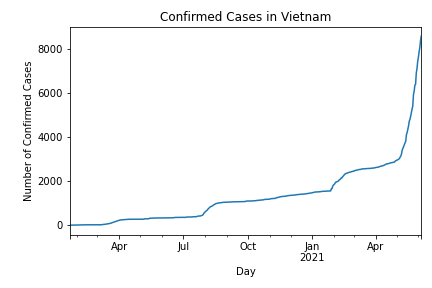 Confirmed Cases in Vietnam
8000
6000
4000
2000
0
Number of Confirmed Cases
Apr
Jul
Oct
Jan
2021
Apr
Day